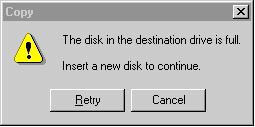 Copy
The disk in the destination drive is full.
Insert a new disk to continue.
Retry
Cancel